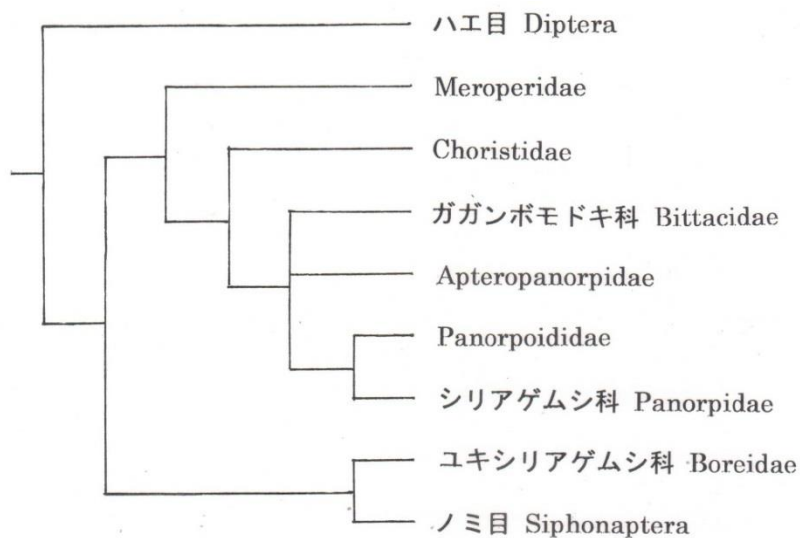 ハエ目 Diptera
Meroperidae
Choristidae
ガガンボモドキ科 Bittacidae
Apteropanorpidae
Panorpoididae
シリアゲムシ科 Panorpidae
ユキシリアゲムシ科 Boreidae
ノミ目 Siphonaptera